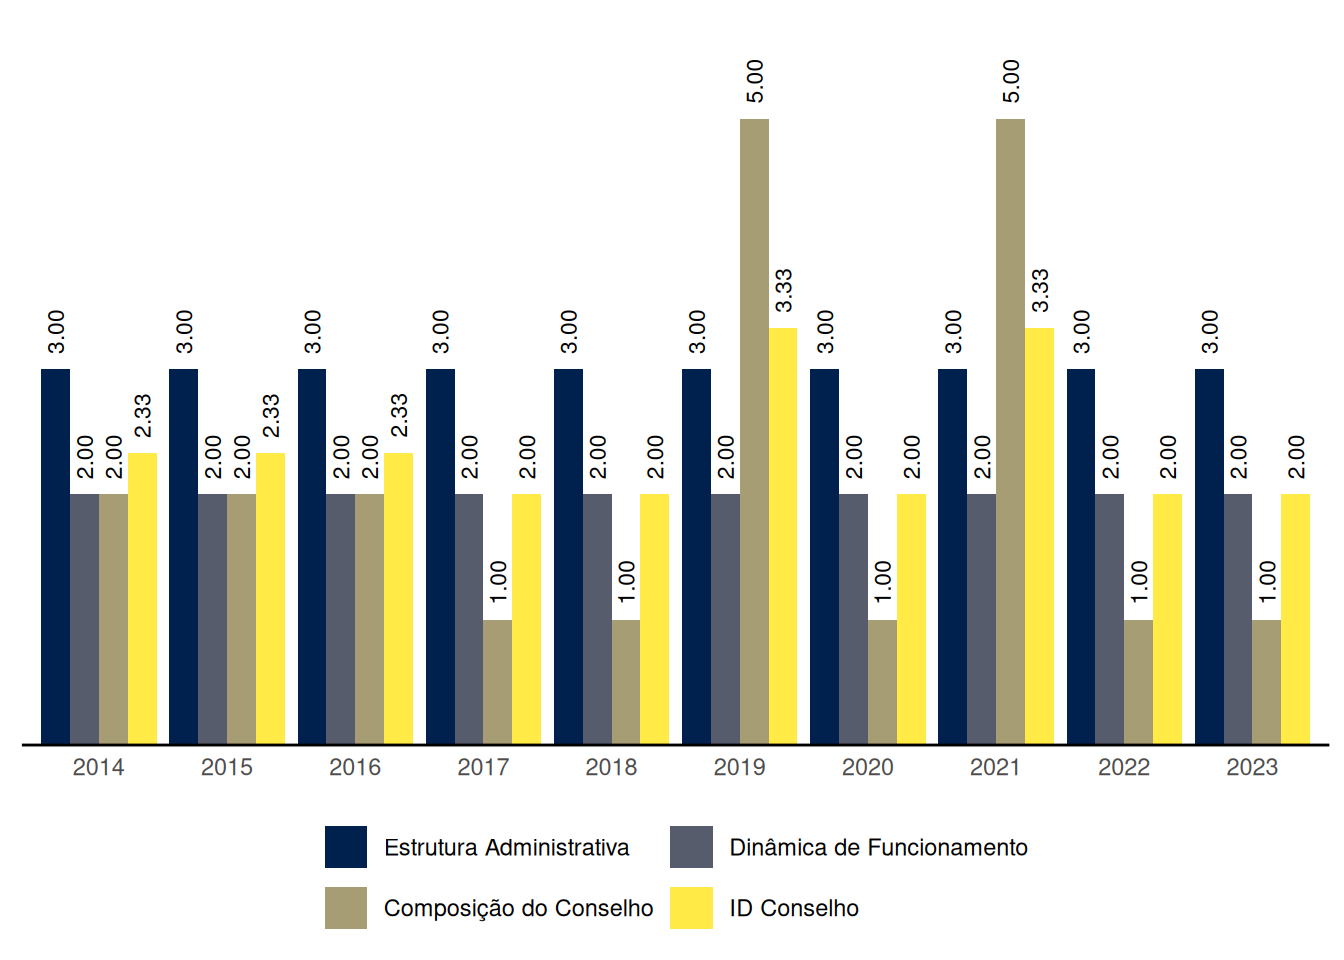 5.00 5.00
3.33 3.33
3.00 3.00 3.00 3.00 3.00 3.00 3.00 3.00 3.00 3.00
2.33 2.33 2.33
2.00 2.00 2.00 2.00 2.00 2.00 2.00 2.00 2.00 2.00 2.00 2.00 2.00 2.00 2.00 2.00 2.00 2.00
1.00 1.00 1.00 1.00 1.00
2014 2015 2016 2017 2018 2019 2020 2021 2022 2023
Estrutura Administrativa Dinâmica de Funcionamento
Composição do Conselho ID Conselho